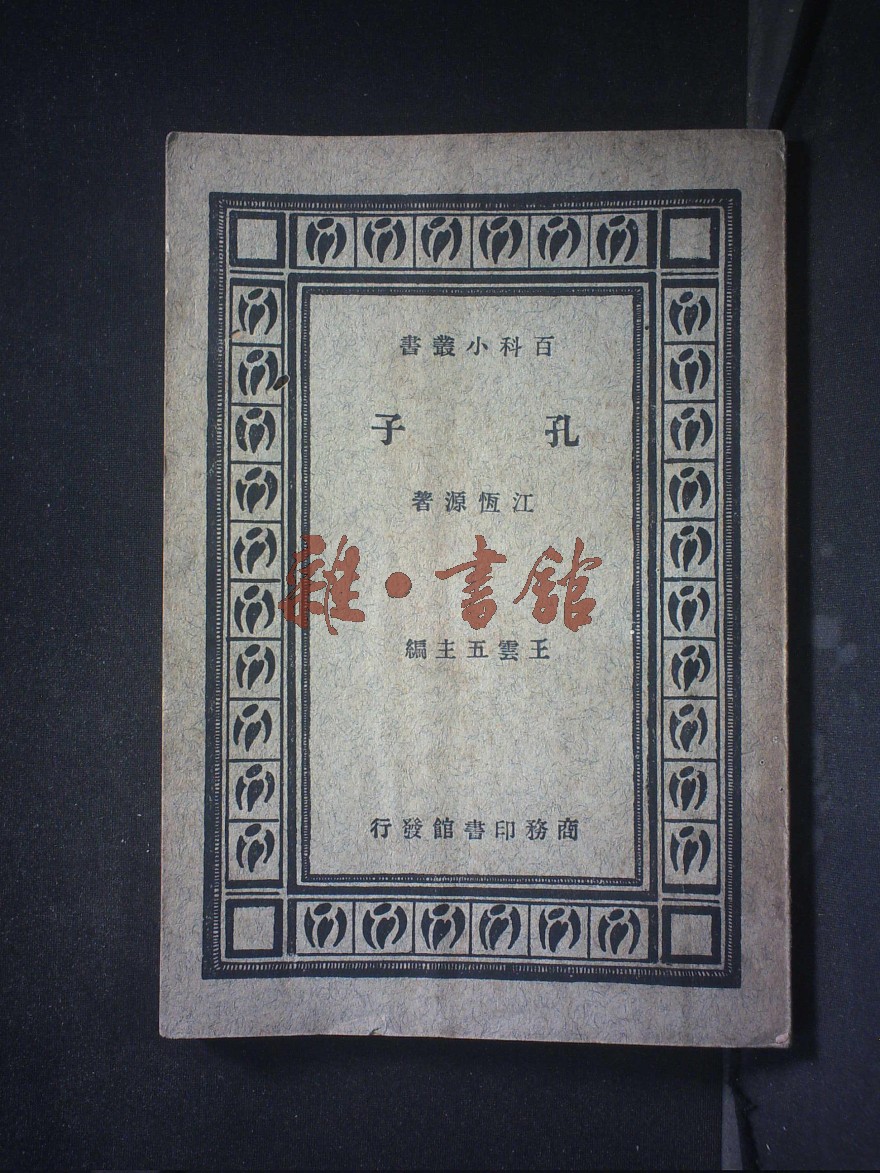 百科小叢書
孔子
江恆源著
雜·書館
王雲五主編
商務印書館發行